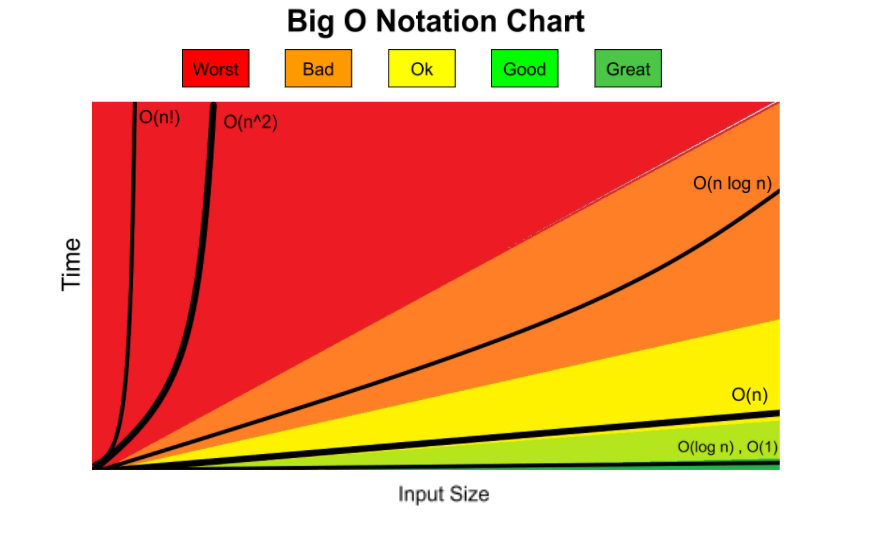 Big O Notation Chart
Worst Bad Ok Good Great
O(n!) O(n^2)
O(n log n)
Time
O(n)
O(log n) , O(1)
Input Size